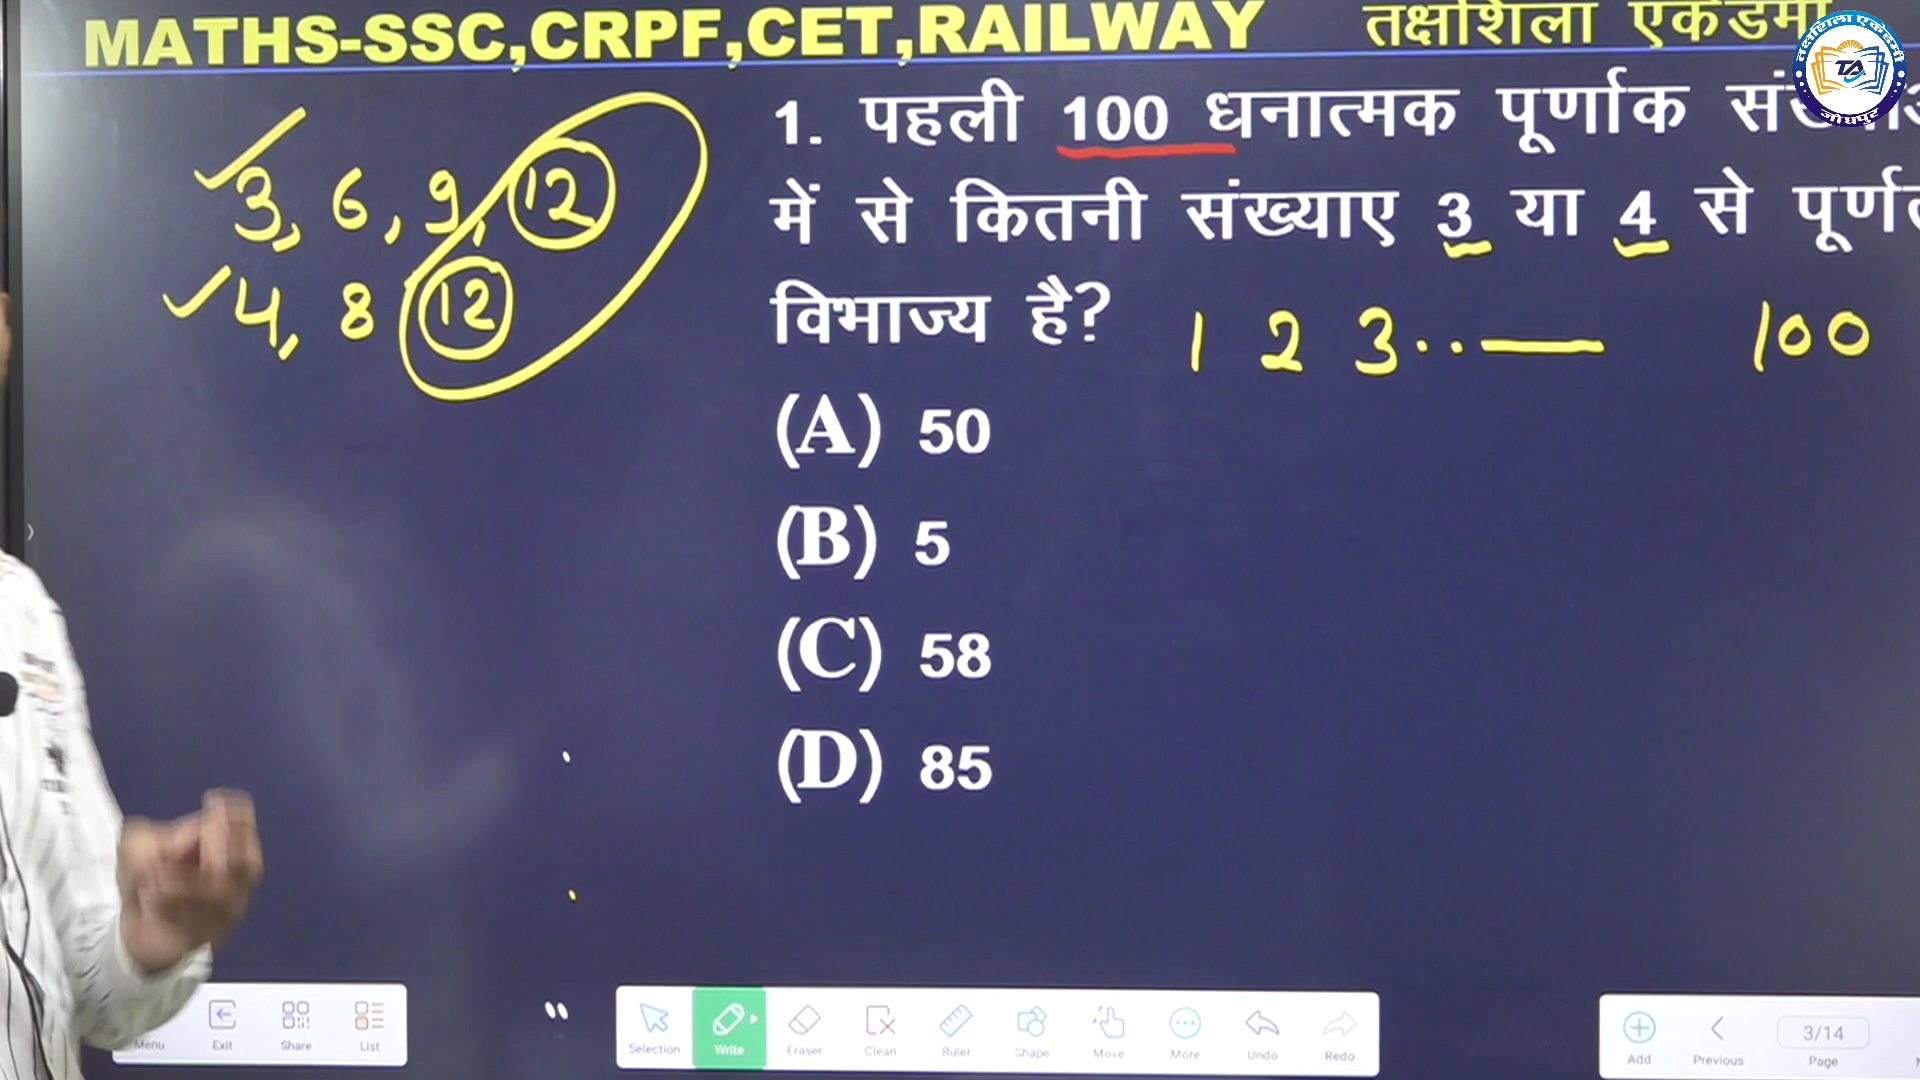 MATHS-SSC,CRPF,CET,RAILWAY तक्षशिला
1. पहली 100 धनात्मक पूर्णाक
में से कितनी संख्याए 3 या 4 से
विभाज्य है?
1 2 3..— 100
3, 6, 9, 12
4, 8 12
(A) 50
(B) 5
(C) 58
(D) 85
TA
जोधपुर
Menu Exit Share List
Selection Write Eraser Clean Ruler Shape Move More Undo Redo
Add Previous 3/14 Page